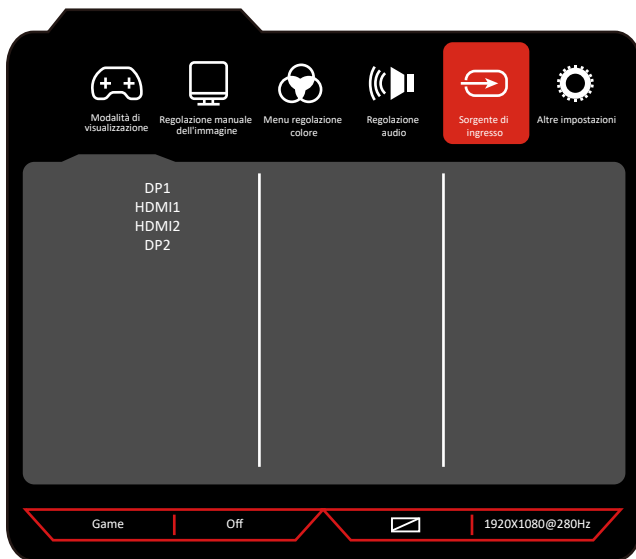 Modalità di
visualizzazione
Regolazione manuale
dell'immagine
Menu regolazione
colore
Regolazione
audio
Sorgente di
ingresso
Altre impostazioni
DP1
HDMI1
HDMI2
DP2
Game
Off
1920X1080@280Hz